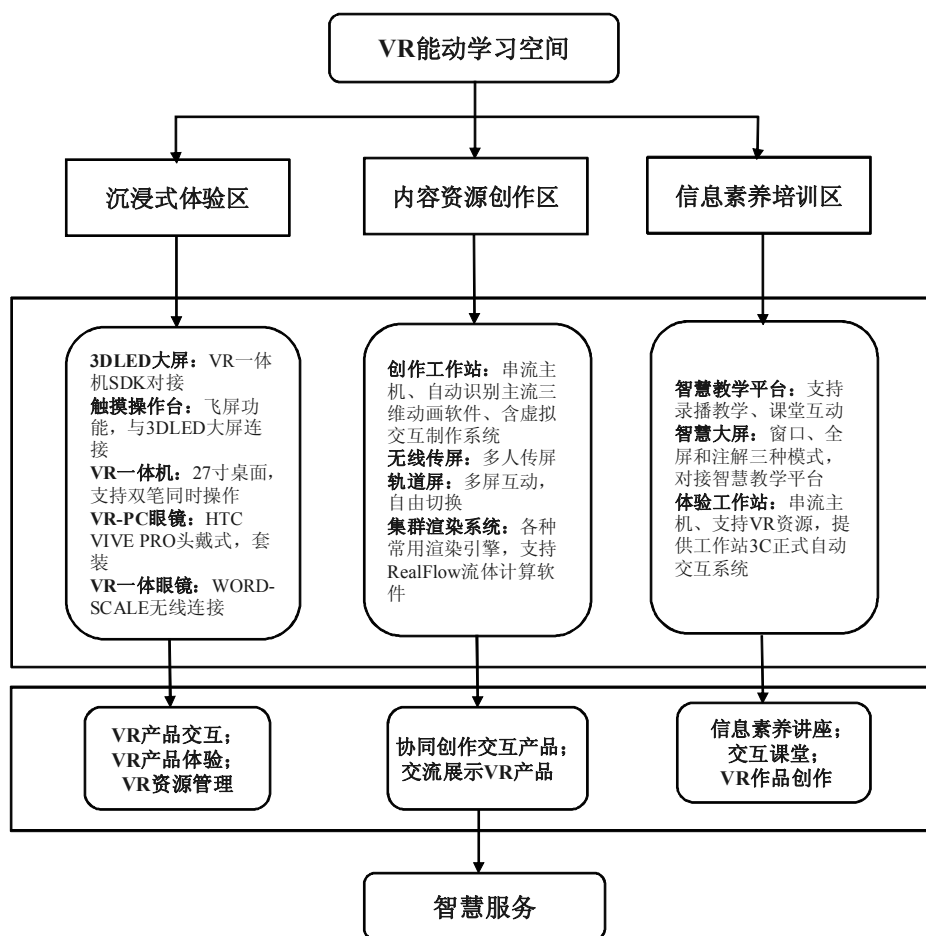 VR能动学习空间
沉浸式体验区
内容资源创作区
信息素养培训区
3DLED大屏：VR一体
机SDK对接
触摸操作台：飞屏功
能，与3DLED大屏连
接
VR一体机：27寸桌面，
支持双笔同时操作
VR-PC眼镜：HTC
VIVE PRO头戴式，套
装
VR一体眼镜：WORD-
SCALE无线连接
创作工作站：串流主
机、自动识别主流三
维动画软件、含虚拟
交互制作系统
无线传屏：多人传屏
轨道屏：多屏互动，
自由切换
集群渲染系统：各种
常用渲染引擎，支持
RealFlow流体计算软
件
智慧教学平台：支持
录播教学、课堂互动
智慧大屏：窗口、全
屏和注解三种模式，
对接智慧教学平台
体验工作站：串流主
机、支持VR资源，提
供工作站3C正式自动
交互系统
VR产品交互；
VR产品体验；
VR资源管理
协同创作交互产品；
交流展示VR产品
信息素养讲座；
交互课堂；
VR作品创作
智慧服务